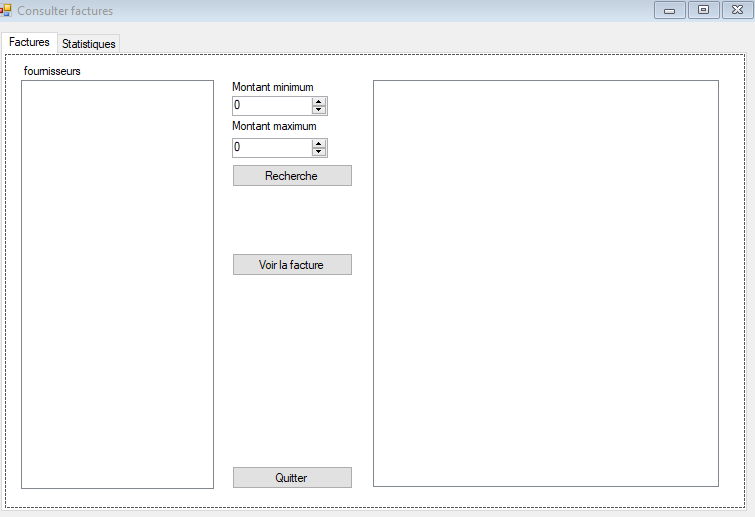 Consulter factures
Factures
Statistiques
fournisseurs
Montant minimum
0
Montant maximum
0
Recherche
Voir la facture
Quitter